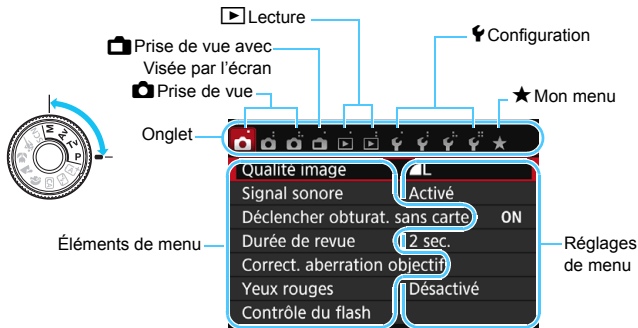 Lecture
Prise de vue avec
Visée par l'écran
Configuration
Prise de vue
Mon menu
Onglet
Qualité image L
Signal sonore Activé
Déclencher obturat. sans carte ON
Durée de revue 2 sec.
Correct. aberration objectif
Yeux rouges Désactivé
Contrôle du flash
Éléments de menu
Réglages
de menu
M
Av
Tv
P